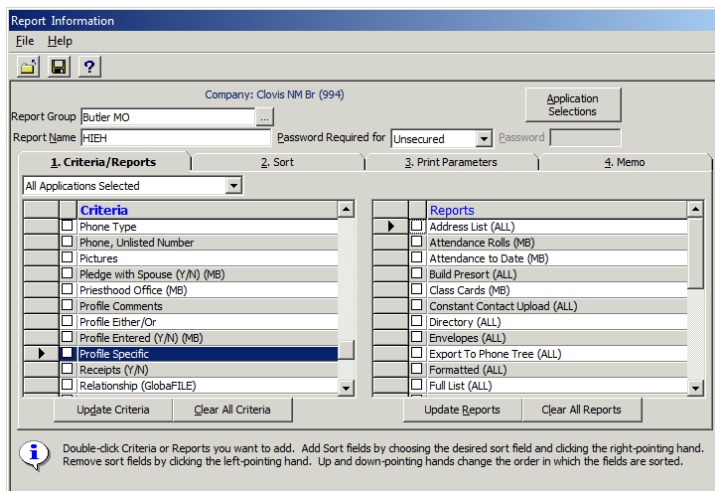 Report Information
File Help
?
Company: Clovis NM Br (994)
Application
Selections
Report Group Butler MO ...
Report Name HIEH Password Required for Unsecured Password
1. Criteria/Reports 2. Sort 3. Print Parameters 4. Memo
All Applications Selected
Criteria Reports
Phone Type Address List (ALL)
Phone, Unlisted Number Attendance Rolls (MB)
Pictures Attendance to Date (MB)
Pledge with Spouse (Y/N) (MB) Build Presort (ALL)
Priesthood Office (MB) Class Cards (MB)
Profile Comments Constant Contact Upload (ALL)
Profile Either/Or Directory (ALL)
Profile Entered (Y/N) (MB) Envelopes (ALL)
Profile Specific Export To Phone Tree (ALL)
Receipts (Y/N) Formatted (ALL)
Relationship (GlobaFILE) Full List (ALL)
Update Criteria Clear All Criteria Update Reports Clear All Reports
Double-click Criteria or Reports you want to add. Add Sort fields by choosing the desired sort field and clicking the right-pointing hand.
Remove sort fields by clicking the left-pointing hand. Up and down-pointing hands change the order in which the fields are sorted.